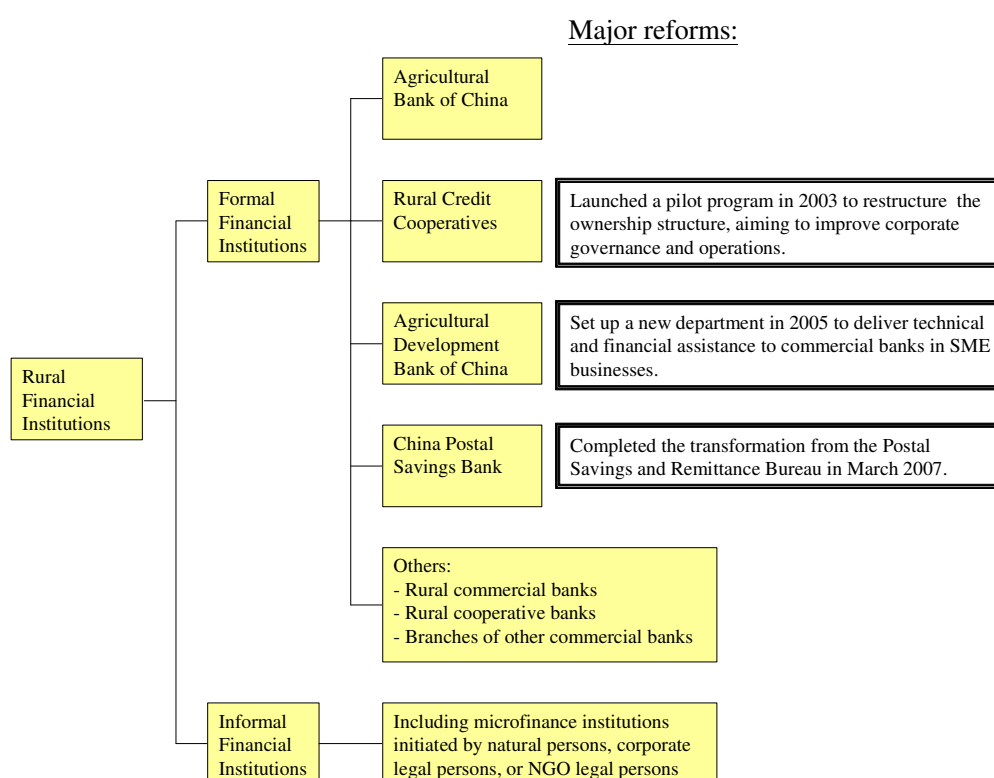 Major reforms:
Agricultural
Bank of China
Formal
Financial
Institutions
Rural Credit
Cooperatives
Launched a pilot program in 2003 to restructure the
ownership structure, aiming to improve corporate
governance and operations.
Agricultural
Development
Bank of China
Set up a new department in 2005 to deliver technical
and financial assistance to commercial banks in SME
businesses.
Rural
Financial
Institutions
China Postal
Savings Bank
Completed the transformation from the Postal
Savings and Remittance Bureau in March 2007.
Others:
- Rural commercial banks
- Rural cooperative banks
- Branches of other commercial banks
Informal
Financial
Institutions
Including microfinance institutions
initiated by natural persons, corporate
legal persons, or NGO legal persons